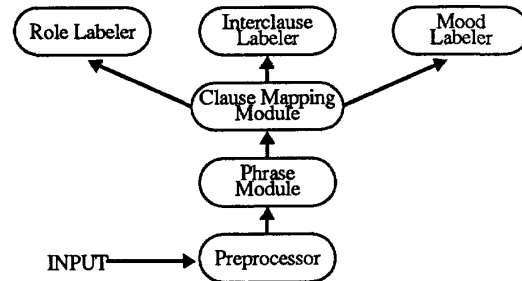 Role Labeler
Interclause
Labeler
Mood
Labeler
Clause Mapping
Module
Phrase
Module
INPUT
Preprocessor